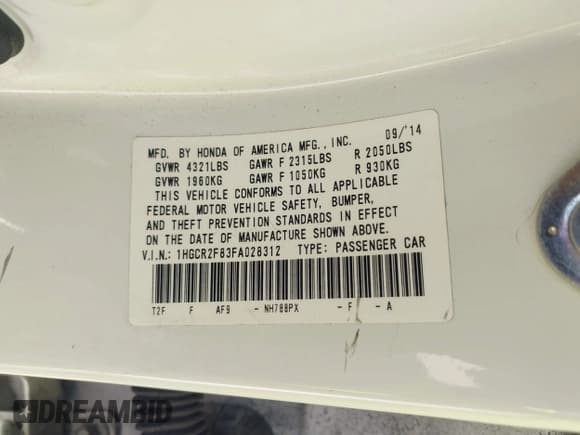 MFD. BY HONDA OF AMERICA MFG., INC. 09/'14
GVWR 4321LBS GAWR F 2315LBS R 2050LBS
GVWR 1960KG GAWR F 1050KG R 930KG
THIS VEHICLE CONFORMS TO ALL APPLICABLE
FEDERAL MOTOR VEHICLE SAFETY, BUMPER,
AND THEFT PREVENTION STANDARDS IN EFFECT
ON THE DATE OF MANUFACTURE SHOWN ABOVE.
V.I.N.: 1HGCR2F83FA028312 TYPE: PASSENGER CAR
T2F F AF9 - NH788PX - F - A
DREAMBID